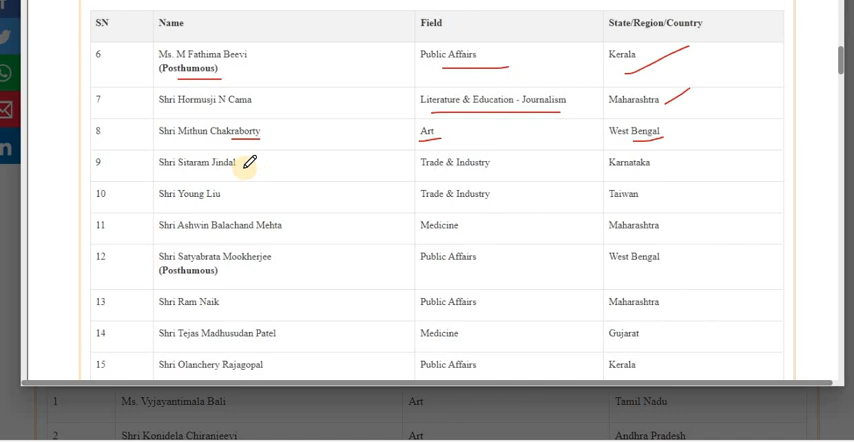 SN Name Field State/Region/Country
6 Ms. M Fathima Beevi Public Affairs Kerala
(Posthumous)
7 Shri Hormusji N Cama Literature & Education - Journalism Maharashtra
8 Shri Mithun Chakraborty Art West Bengal
9 Shri Sitaram Jindal Trade & Industry Karnataka
10 Shri Young Liu Trade & Industry Taiwan
11 Shri Ashwin Balachand Mehta Medicine Maharashtra
12 Shri Satyabrata Mookherjee Public Affairs West Bengal
(Posthumous)
13 Shri Ram Naik Public Affairs Maharashtra
14 Shri Tejas Madhusudan Patel Medicine Gujarat
15 Shri Olanchery Rajagopal Public Affairs Kerala
1 Ms. Vyjayantimala Bali Art Tamil Nadu
2 Shri Konidela Chiranjeevi Art Andhra Pradesh